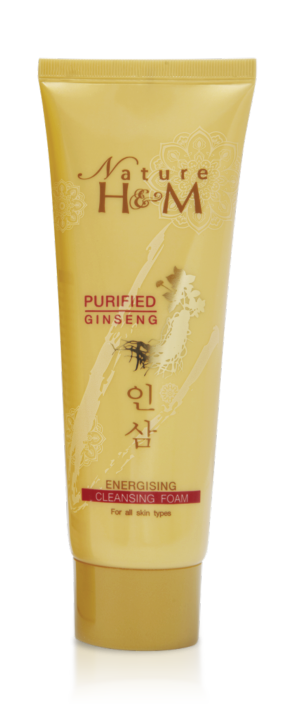 Nature
H&M
PURIFIED
GINSENG
인
삼
ENERGISING
CLEANSING FOAM
For all skin types